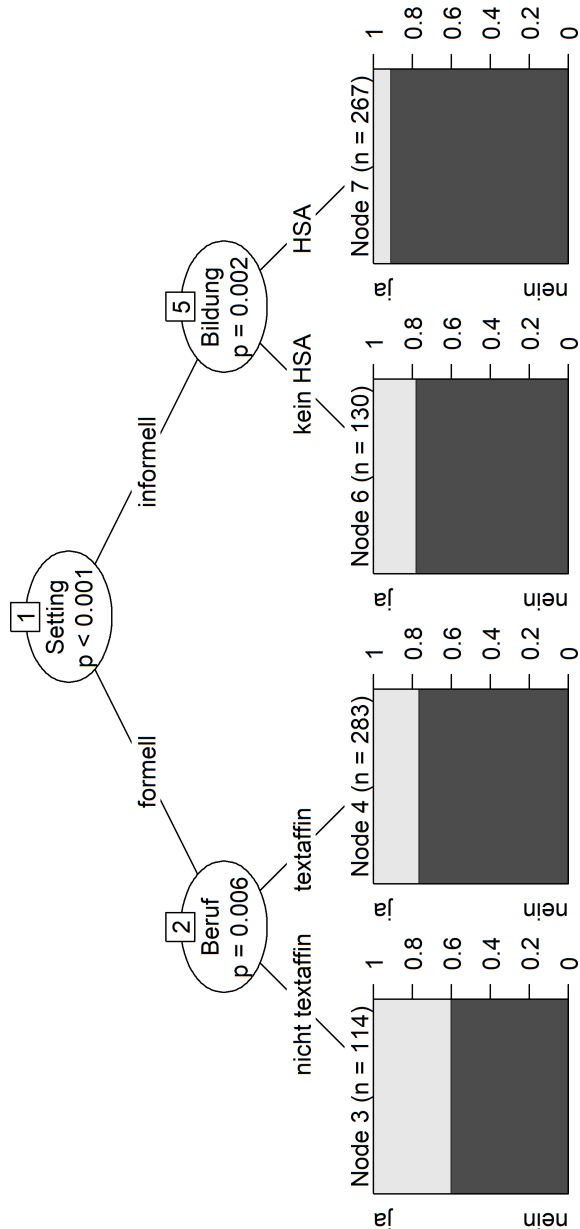 1
Setting
p < 0.001
formell
informell
2
Beruf
p = 0.006
5
Bildung
p = 0.002
nicht textaffin
textaffin
kein HSA
HSA
Node 3 (n = 114)
nein
ja
0
0.2
0.4
0.6
0.8
1
Node 4 (n = 283)
nein
ja
0
0.2
0.4
0.6
0.8
1
Node 6 (n = 130)
nein
ja
0
0.2
0.4
0.6
0.8
1
Node 7 (n = 267)
nein
ja
0
0.2
0.4
0.6
0.8
1